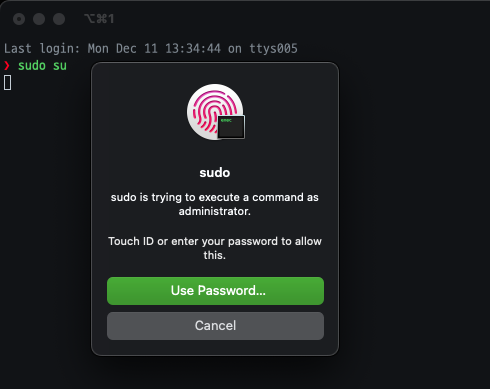 ⌥⌘1
Last login: Mon Dec 11 13:34:44 on ttys005
❯ sudo su
sudo
sudo is trying to execute a command as
administrator.
Touch ID or enter your password to allow
this.
Use Password...
Cancel